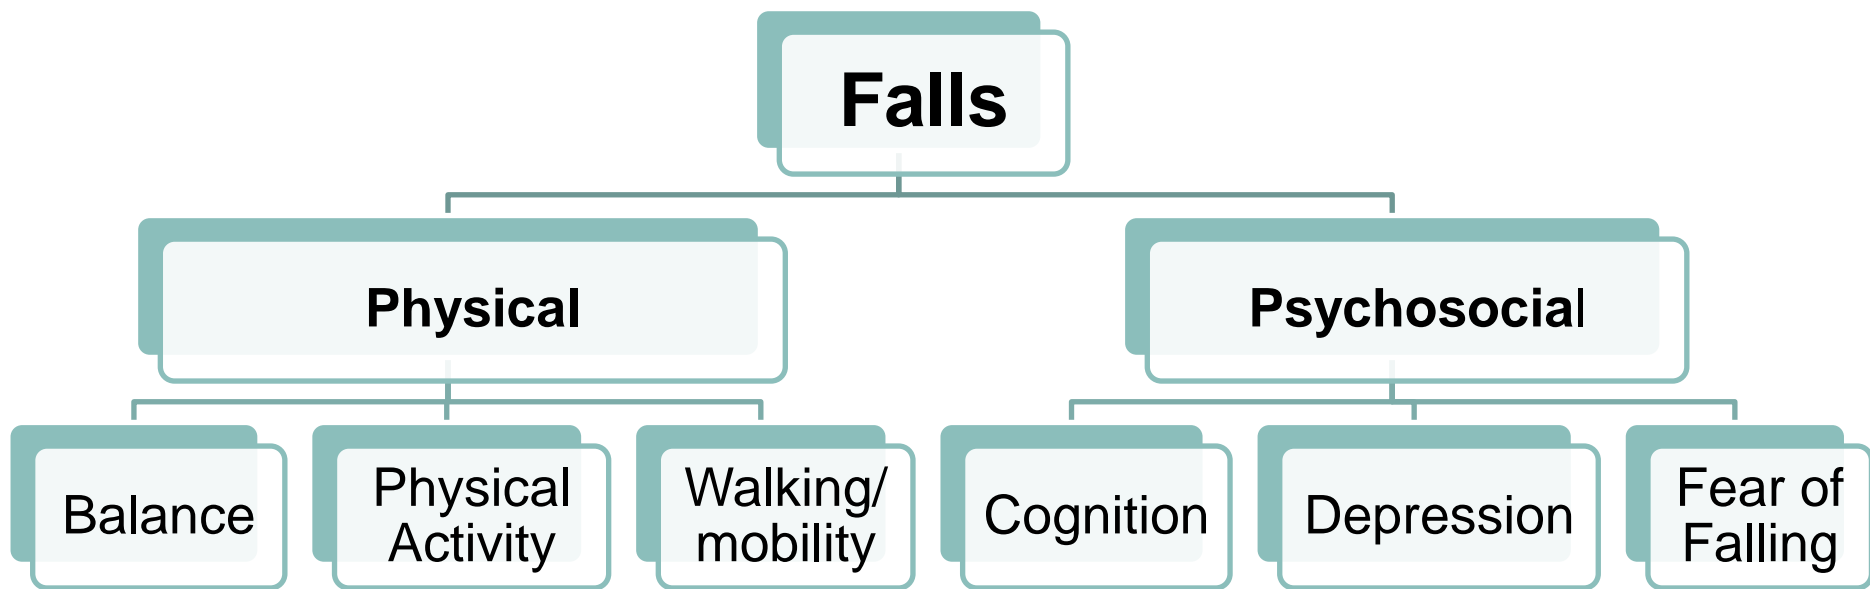 Falls
Physical
Psychosocial
Balance
Physical
Activity
Walking/
mobility
Cognition
Depression
Fear of
Falling